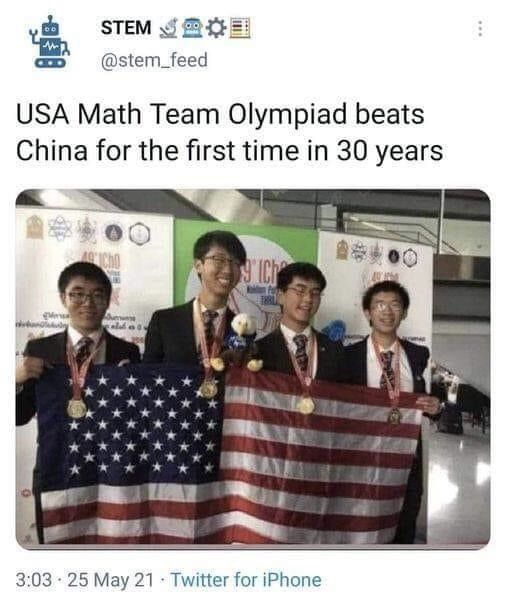 STEM
@stem_feed
USA Math Team Olympiad beats
China for the first time in 30 years
3:03 · 25 May 21 · Twitter for iPhone